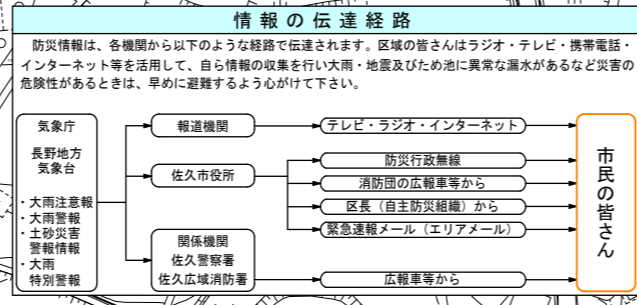 情報の伝達経路
防災情報は、各機関から以下のような経路で伝達されます。区域の皆さんはラジオ・テレビ・携帯電話・
インターネット等を活用して、自ら情報の収集を行い大雨・地震及びため池に異常な漏水があるなど災害の
危険性があるときは、早めに避難するよう心がけて下さい。
気象庁
長野地方
気象台
・大雨注意報
・大雨警報
・土砂災害
警報情報
・大雨
特別警報
報道機関
佐久市役所
関係機関
佐久警察署
佐久広域消防署
テレビ・ラジオ・インターネット
防災行政無線
消防団の広報車等から
区長（自主防災組織）から
緊急速報メール（エリアメール）
広報車等から
市民の皆さん